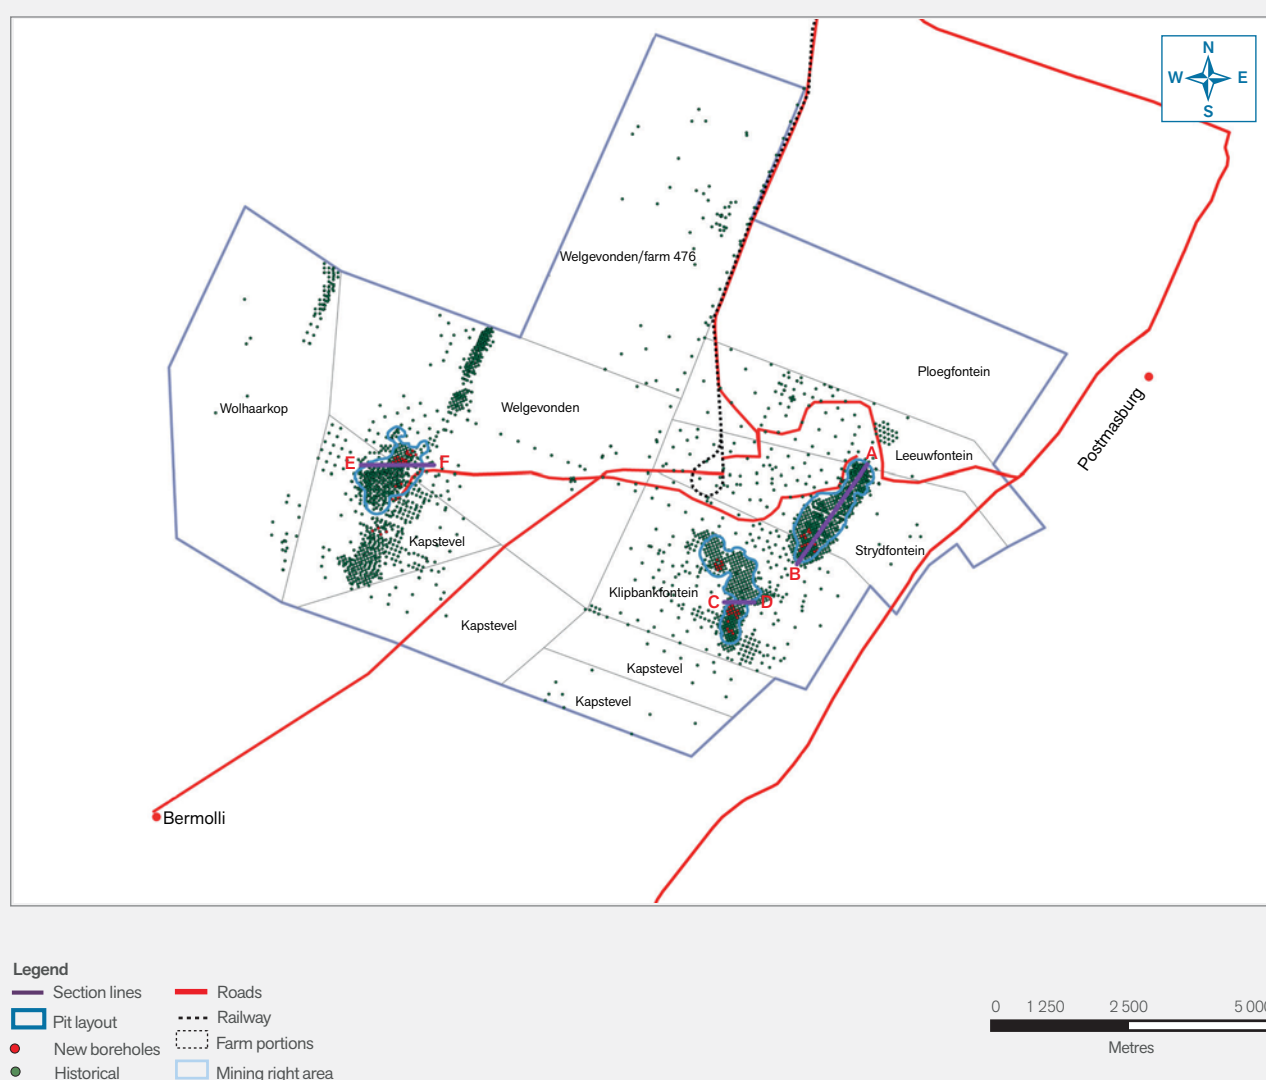 N
W E
S
Welgevonden/farm 476
Ploegfontein
Postmasburg
Wolhaarkop
Welgevonden
Leeuwfontein
A
E F
Kapstevel
Strydfontein
B
Klipbankfontein
C D
Kapstevel
Kapstevel
Kapstevel
Bermolli
Legend
Section lines
Roads
Pit layout
Railway
New boreholes
Farm portions
Historical
Mining right area
0 1 250 2 500 5 000
Metres